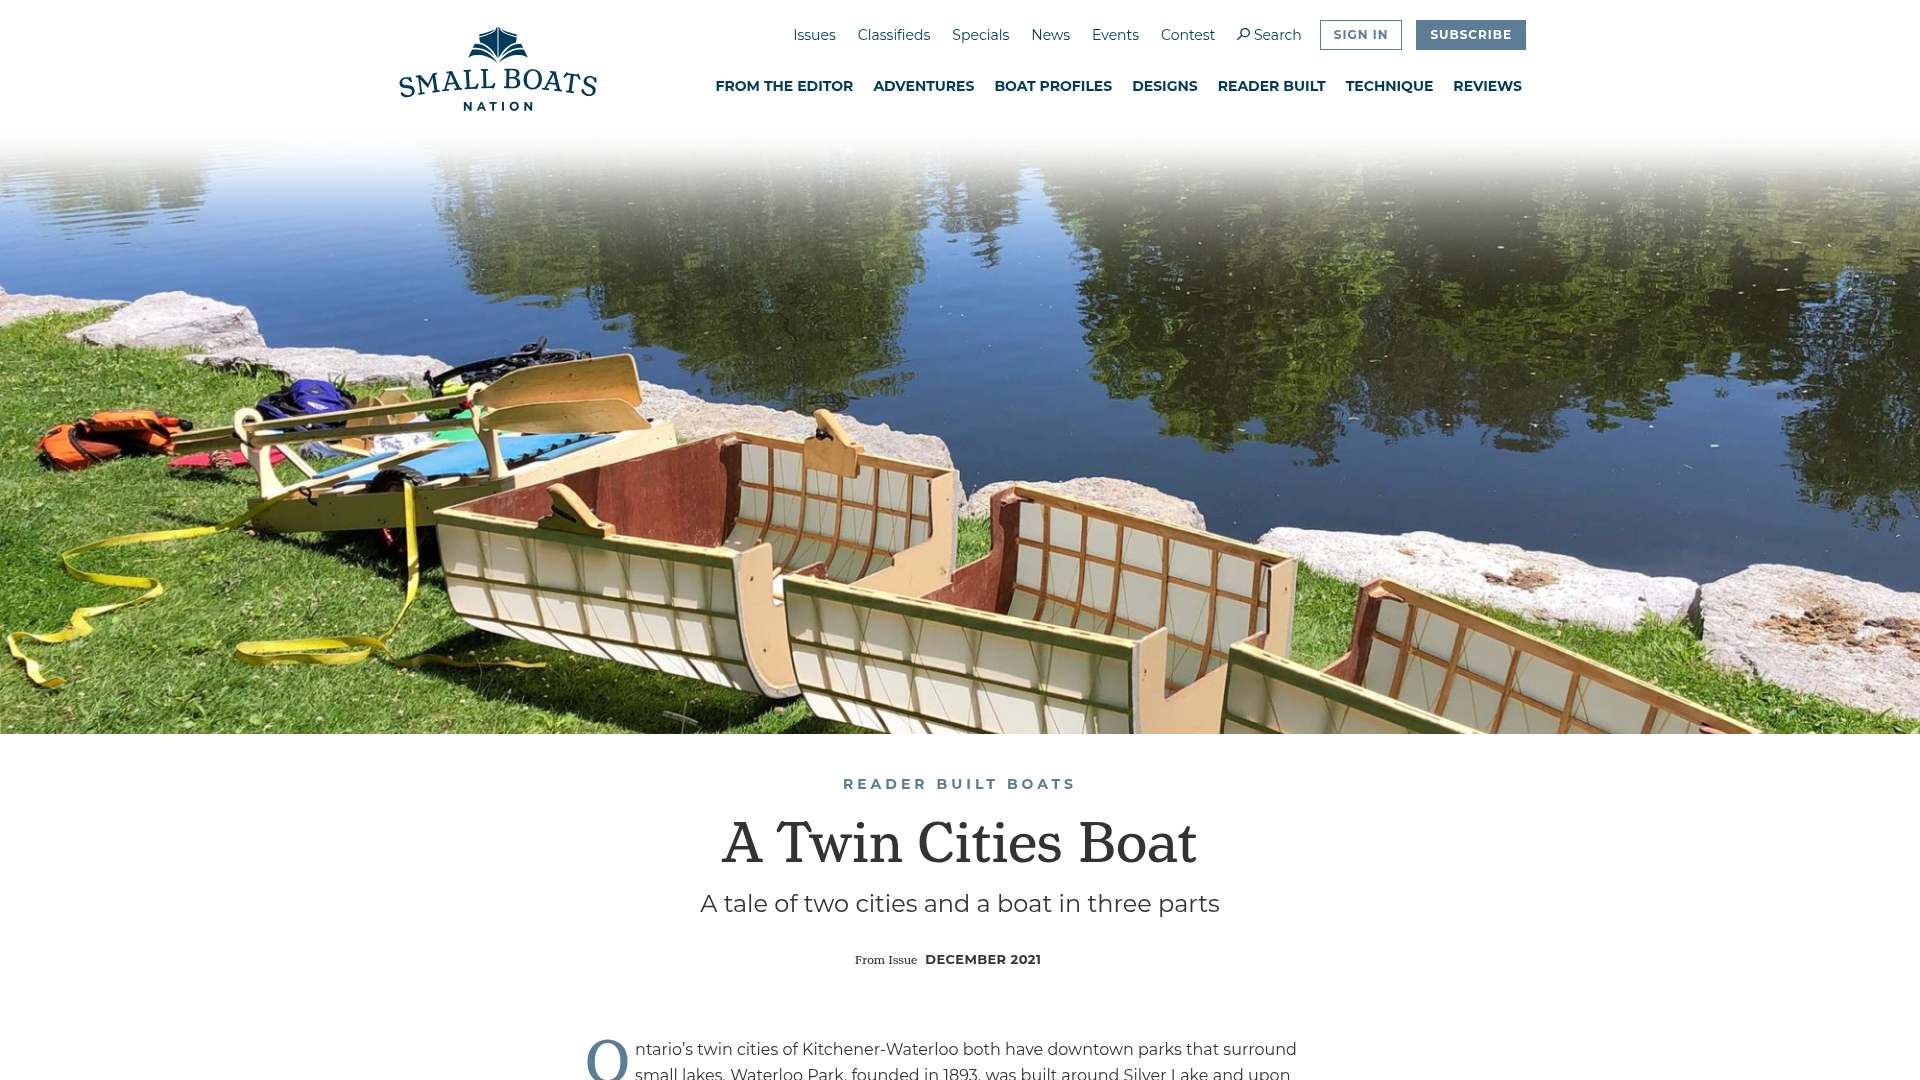 Issues Classifieds Specials News Events Contest Search SIGN IN SUBSCRIBE
SMALL BOATS
NATION
FROM THE EDITOR ADVENTURES BOAT PROFILES DESIGNS READER BUILT TECHNIQUE REVIEWS
READER BUILT BOATS
A Twin Cities Boat
A tale of two cities and a boat in three parts
From Issue DECEMBER 2021
Ontario’s twin cities of Kitchener-Waterloo both have downtown parks that surround
small lakes. Waterloo Park, founded in 1893, was built around Silver Lake and upon